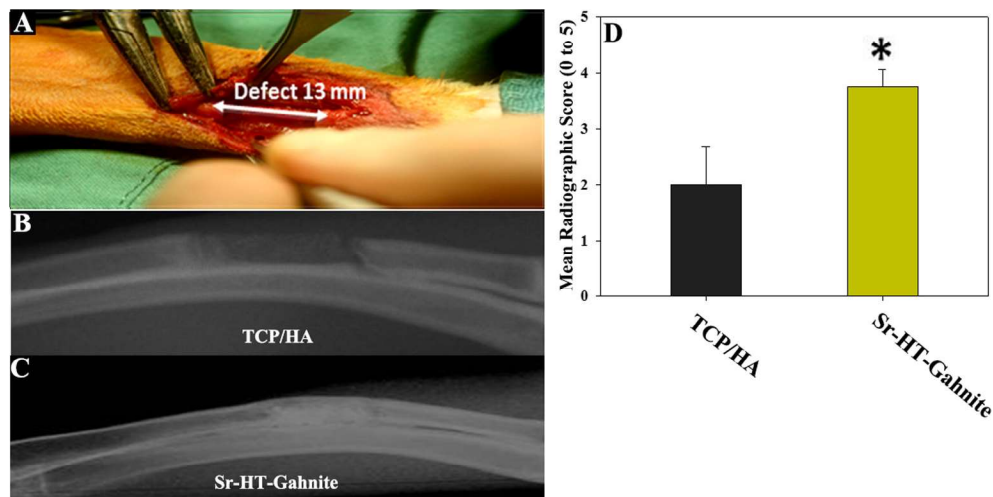 A
Defect 13 mm
B
TCP/HA
C
Sr-HT-Gahnite
D
Mean Radiographic Score (0 to 5)
5
4
3
2
1
0
*
TCP/HA
Sr-HT-Gahnite